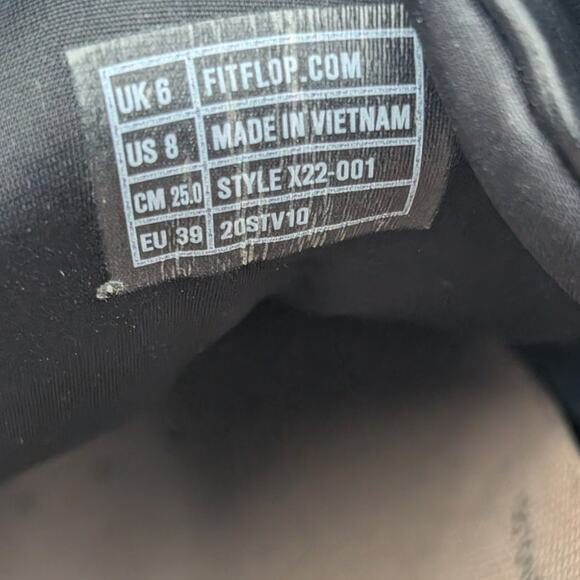 UK 6 FITFLOP.COM
US 8 MADE IN VIETNAM
CM 25.0 STYLE X22-001
EU 39 20STV10